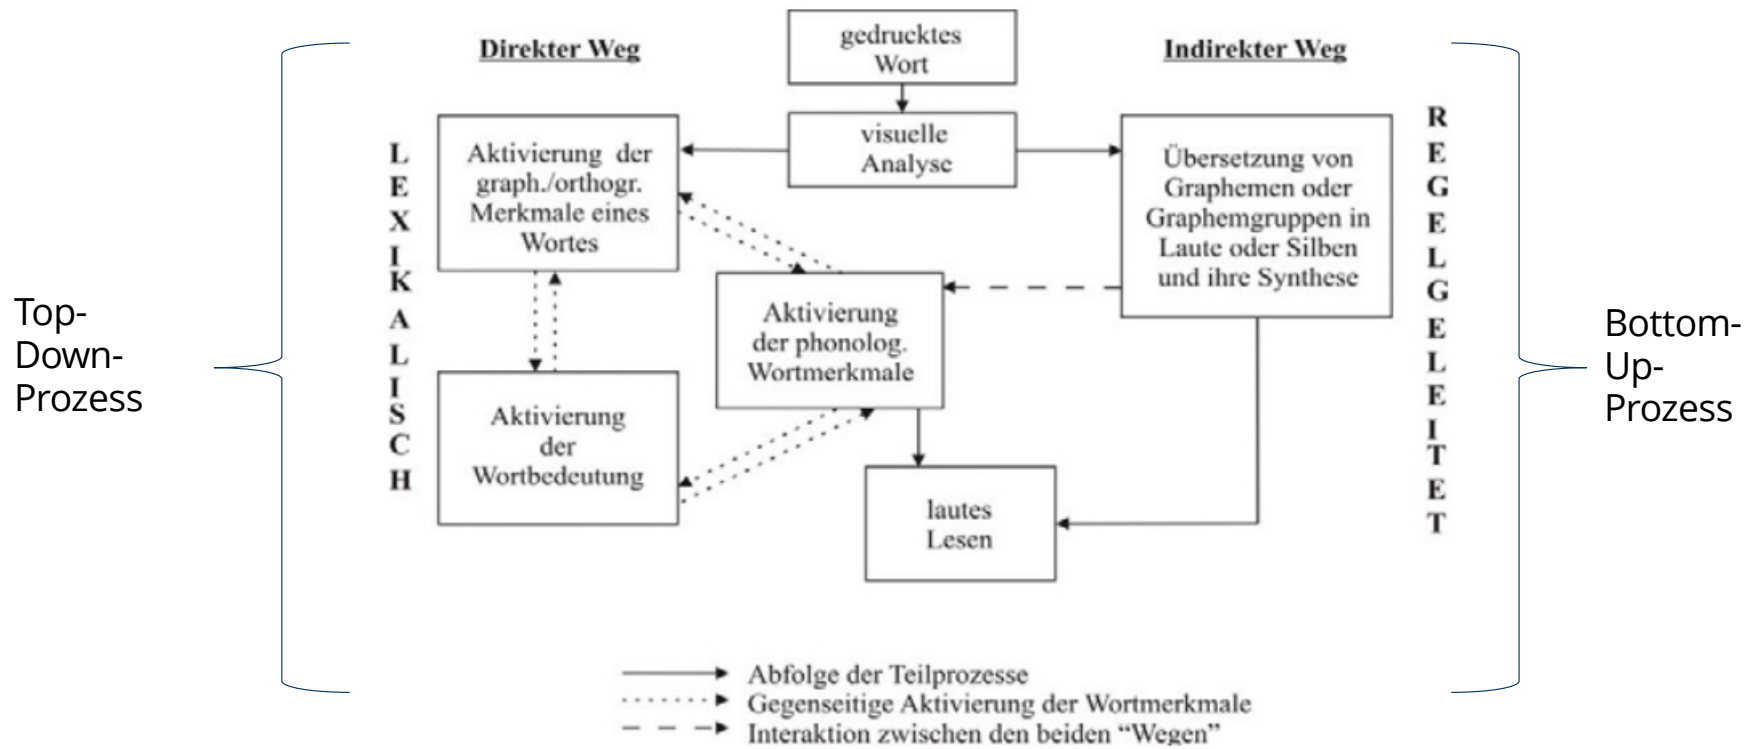 gedrucktes
Wort
Direkter Weg
Indirekter Weg
visuelle
Analyse
Aktivierung der
graph./orthogr.
Merkmale eines
Wortes
Übersetzung von
Graphemen oder
Graphemgruppen in
Laute oder Silben
und ihre Synthese
LEXIKALISCH
REGELGELEITET
Top-
Down-
Prozess
Aktivierung
der phonolog.
Wortmerkmale
Bottom-
Up-
Prozess
Aktivierung
der
Wortbedeutung
lautes
Lesen
Abfolge der Teilprozesse
Gegenseitige Aktivierung der Wortmerkmale
Interaktion zwischen den beiden “Wegen”